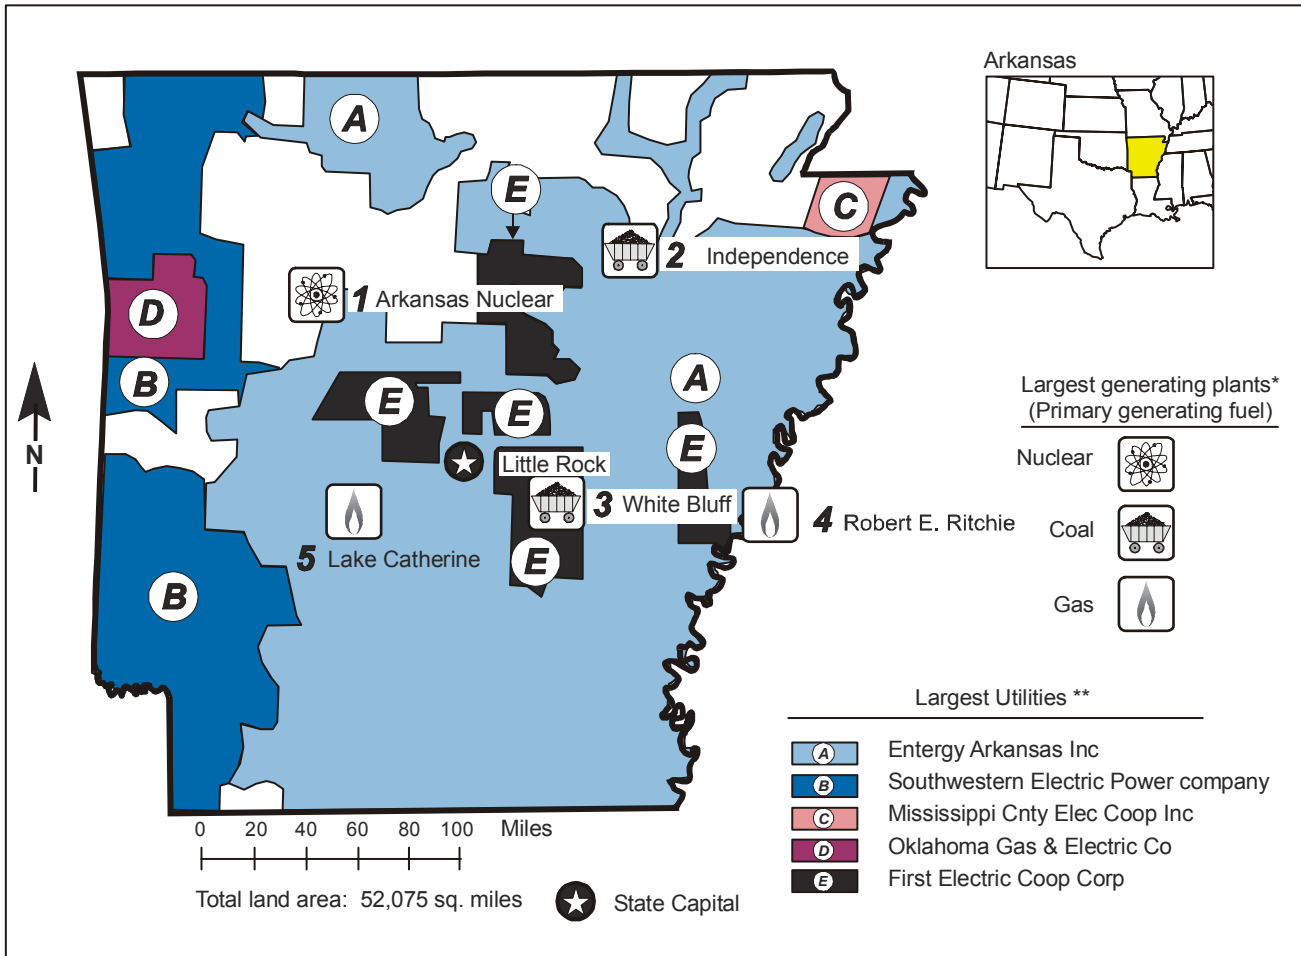 Arkansas
A
E
C
2 Independence
1 Arkansas Nuclear
D
B
A
E
E
E
N
Little Rock
3 White Bluff
4 Robert E. Ritchie
5 Lake Catherine
E
B
Largest generating plants*
(Primary generating fuel)
Nuclear
Coal
Gas
Largest Utilities **
A Entergy Arkansas Inc
B Southwestern Electric Power company
C Mississippi Cnty Elec Coop Inc
D Oklahoma Gas & Electric Co
E First Electric Coop Corp
0 20 40 60 80 100 Miles
Total land area: 52,075 sq. miles
State Capital